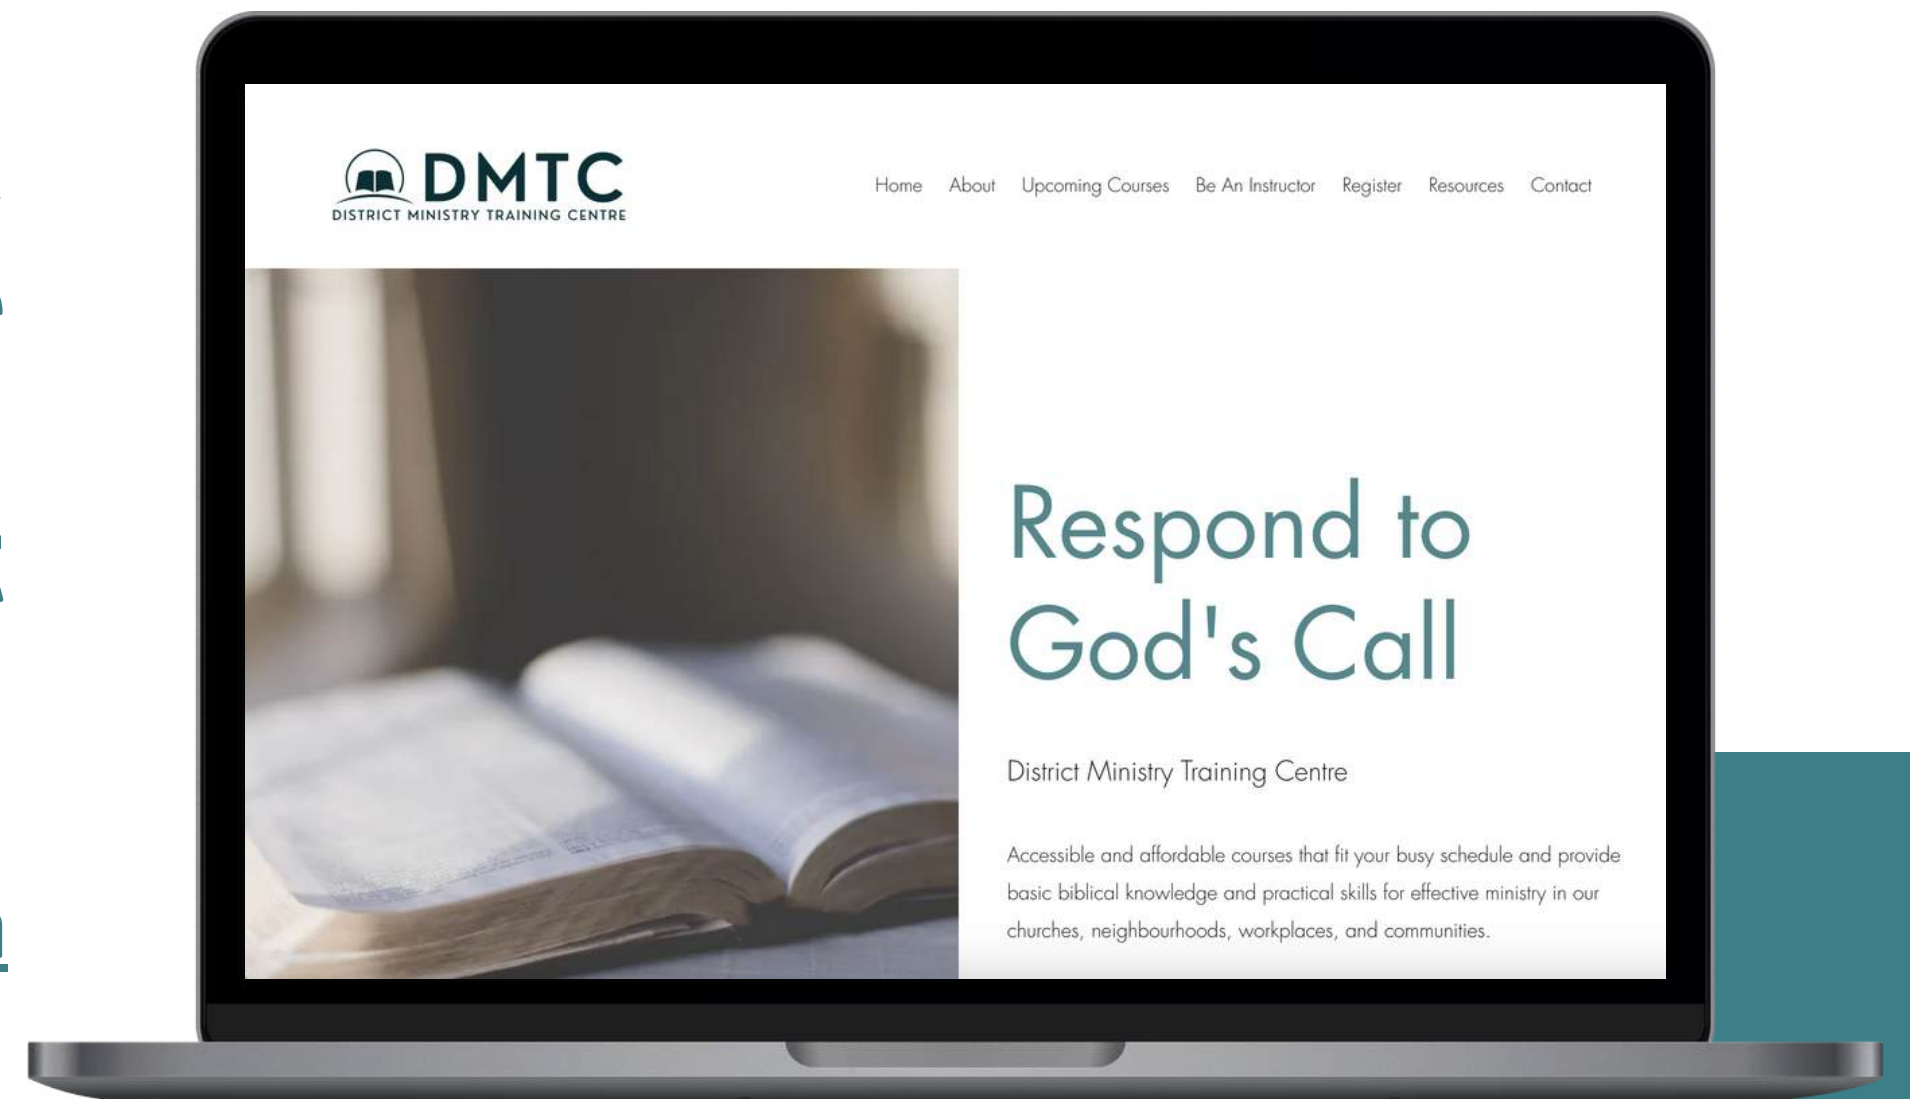 DMTC
DISTRICT MINISTRY TRAINING CENTRE
Home About Upcoming Courses Be An Instructor Register Resources Contact
Respond to
God's Call
District Ministry Training Centre
Accessible and affordable courses that fit your busy schedule and provide
basic biblical knowledge and practical skills for effective ministry in our
churches, neighbourhoods, workplaces, and communities.